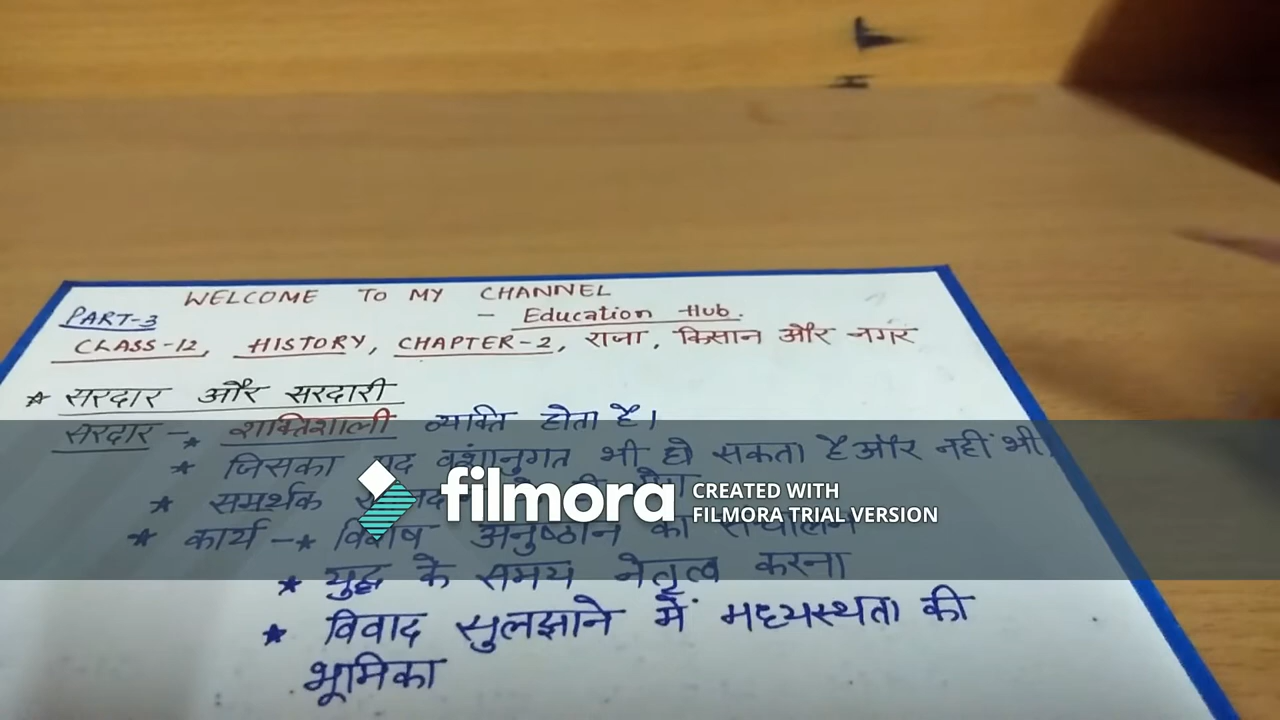 WELCOME TO MY CHANNEL
PART-3 - Education Hub.
CLASS-12, HISTORY, CHAPTER-2, राजा, किसान और नगर
* सरदार और सरदारी
सरदार - * शक्तिशाली व्यक्ति होता है।
* जिसका पद वंशानुगत भी हो सकता है और नहीं भी।
* समर्थक
filmora CREATED WITH
FILMORA TRIAL VERSION
* कार्य - * विशेष अनुष्ठान का संचालन
* युद्ध के समय नेतृत्व करना
* विवाद सुलझाने में मध्यस्थता की
भूमिका